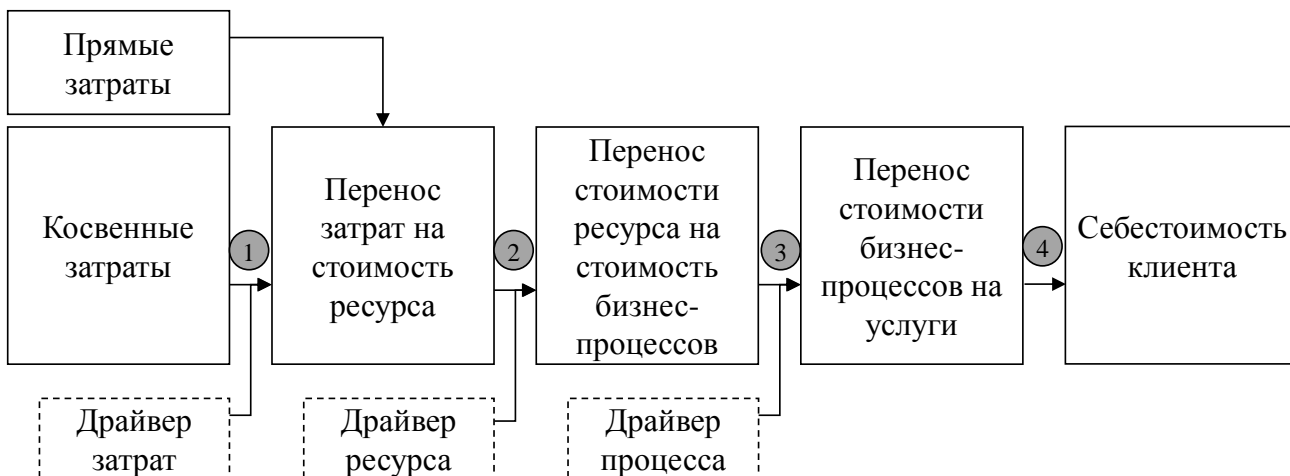 Прямые
затраты
Косвенные
затраты
1
Перенос
затрат на
стоимость
ресурса
2
Перенос
стоимости
ресурса на
стоимость
бизнес-
процессов
3
Перенос
стоимости
бизнес-
процессов на
услуги
4
Себестоимость
клиента
Драйвер
затрат
Драйвер
ресурса
Драйвер
процесса